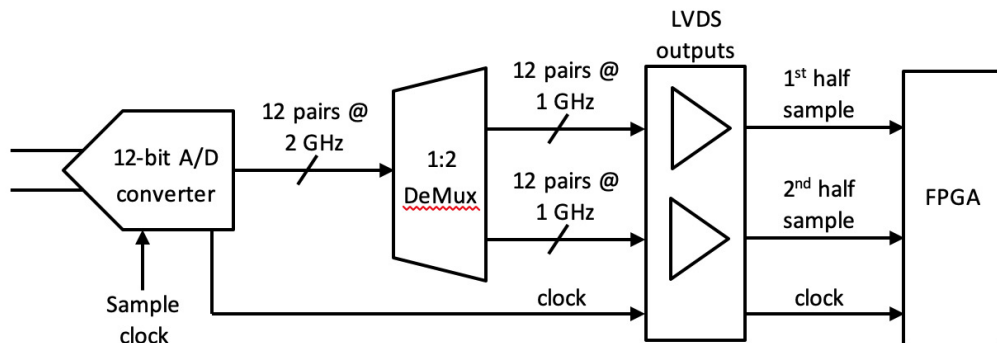 LVDS
outputs
12 pairs @
1 GHz
1st half
sample
12 pairs @
2 GHz
12-bit A/D
converter
1:2
DeMux
12 pairs @
1 GHz
2nd half
sample
FPGA
Sample
clock
clock
clock